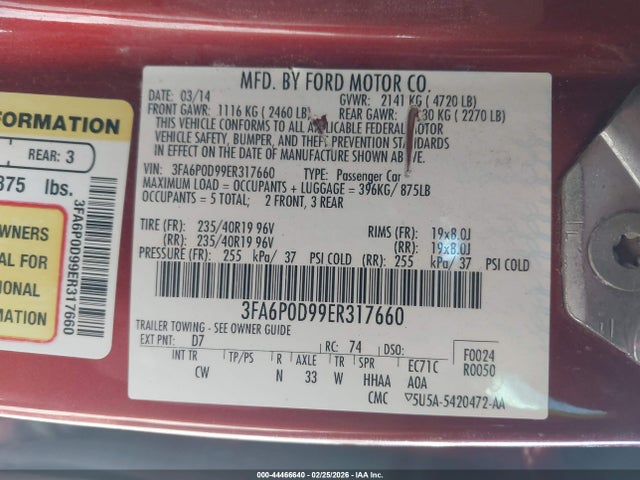 MFD. BY FORD MOTOR CO.
DATE: 03/14 GVWR: 2141 KG ( 4720 LB)
FRONT GAWR: 1116 KG ( 2460 LB) REAR GAWR: 30 KG ( 2270 LB)
THIS VEHICLE CONFORMS TO ALL APPLICABLE FEDERAL MOTOR
VEHICLE SAFETY, BUMPER, AND THEFT PREVENTION STANDARDS
IN EFFECT ON THE DATE OF MANUFACTURE SHOWN ABOVE.
VIN: 3FA6P0D99ER317660 TYPE: Passenger Car
MAXIMUM LOAD = OCCUPANTS + LUGGAGE = 396KG/ 875LB
OCCUPANTS = 5 TOTAL; 2 FRONT, 3 REAR
TIRE (FR): 235/40R19 96V RIMS (FR): 19x8.0J
(RR): 235/40R19 96V (RR): 19x8.0J
PRESSURE (FR): 255 kPa/ 37 PSI COLD (RR): 255 kPa/ 37 PSI COLD
3FA6P0D99ER317660
TRAILER TOWING - SEE OWNER GUIDE
EXT PNT: D7 RC: 74 DSO: F0024
INT TR TP/PS R AXLE TR SPR EC71C R0050
CW N 33 W HHAA A0A
CMC 5U5A-5420472-AA
FORMATION
REAR: 3
875 lbs.
WNERS
AL FOR
IONAL
3FA6P0D99ER317660
000-44466640 - 02/25/2026 - IAA, Inc.